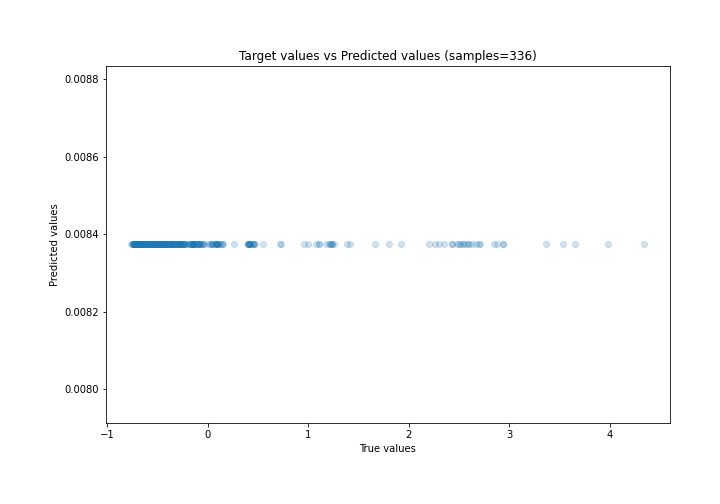 Target values vs Predicted values (samples=336)
0.0088
0.0086
0.0084
0.0082
0.0080
Predicted values
−1 0 1 2 3 4
True values